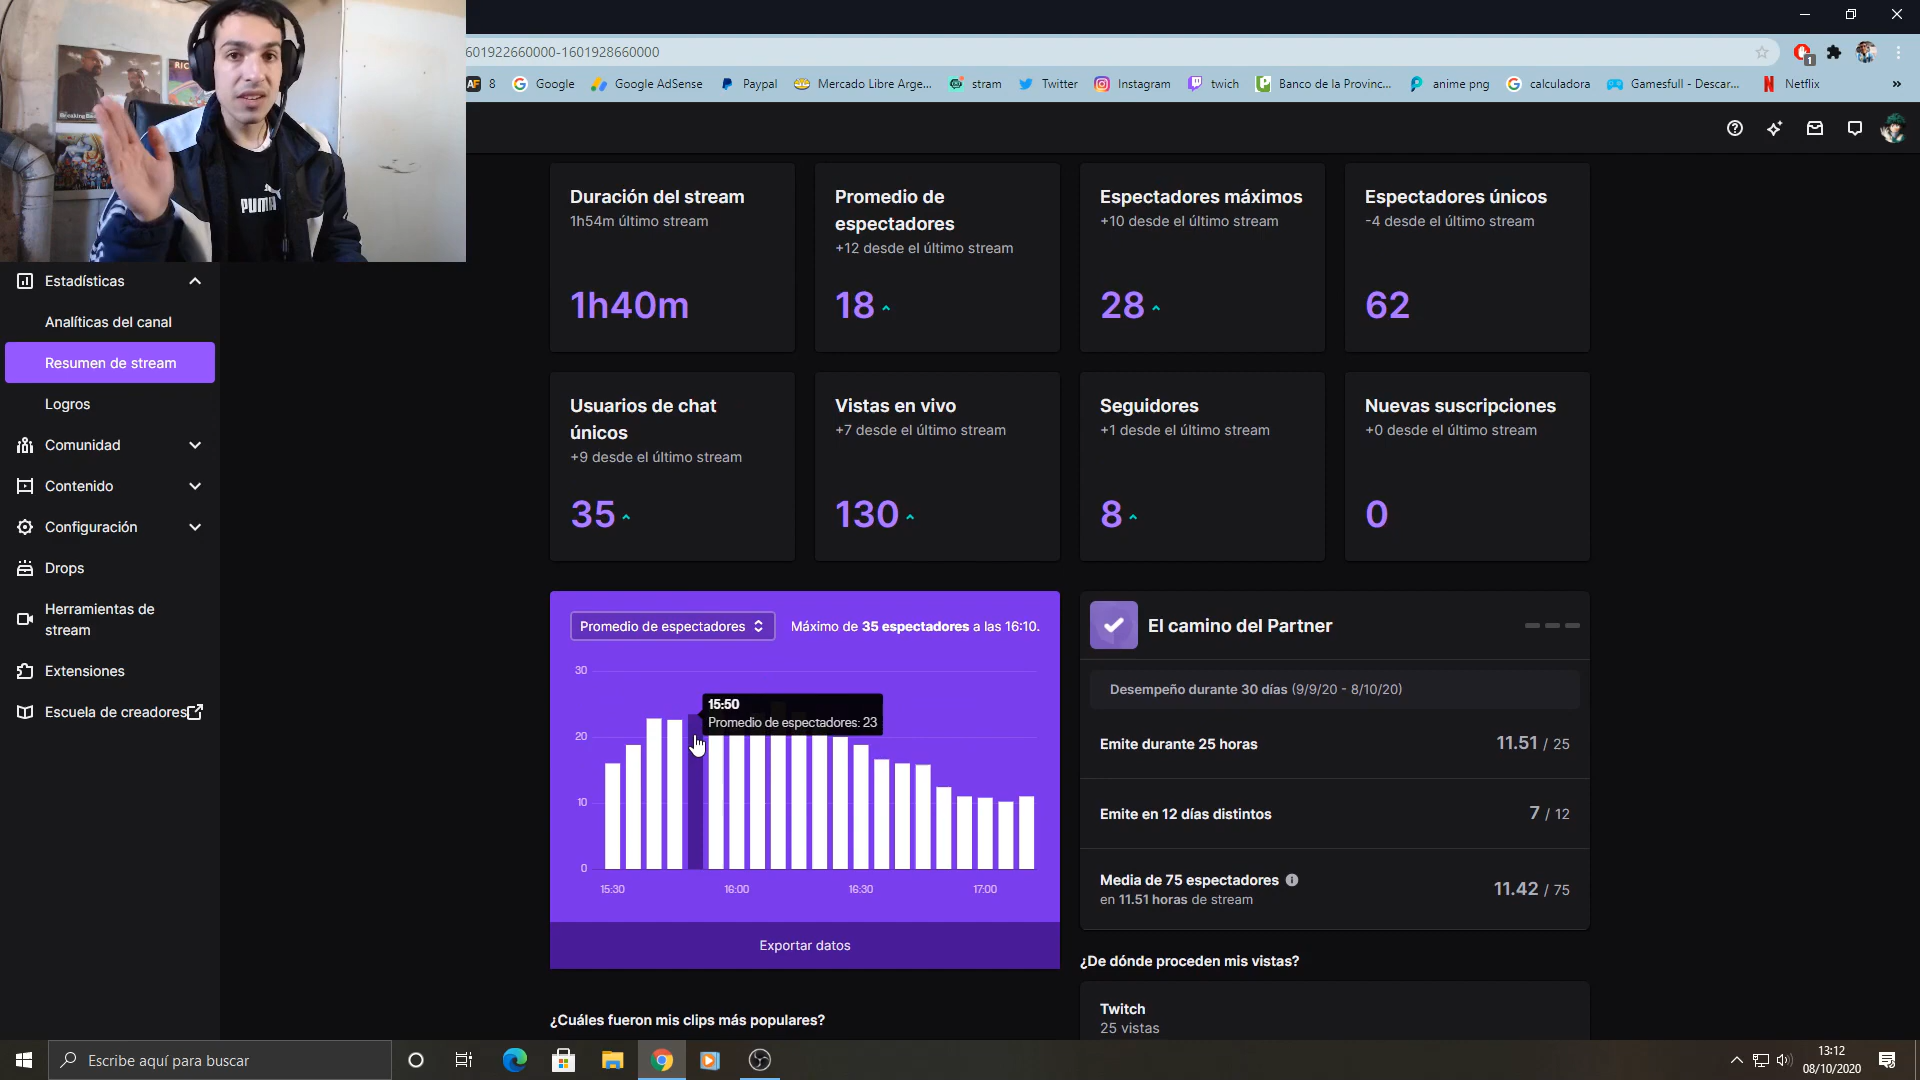 Breaking Bad
RIC
PUMA
601922660000-1601928660000
1
AF 8
Google
Google AdSense
Paypal
Mercado Libre Arge...
stram
Twitter
Instagram
twich
Banco de la Provinc...
anime png
calculadora
Gamesfull - Descar...
Netflix
»
Estadísticas
Analíticas del canal
Resumen de stream
Logros
Comunidad
Contenido
Configuración
Drops
Herramientas de
stream
Extensiones
Escuela de creadores
Duración del stream
1h54m último stream
1h40m
Promedio de
espectadores
+12 desde el último stream
18
Espectadores máximos
+10 desde el último stream
28
Espectadores únicos
-4 desde el último stream
62
Usuarios de chat
únicos
+9 desde el último stream
35
Vistas en vivo
+7 desde el último stream
130
Seguidores
+1 desde el último stream
8
Nuevas suscripciones
+0 desde el último stream
0
Promedio de espectadores
Máximo de 35 espectadores a las 16:10.
30
20
10
0
15:50
Promedio de espectadores: 23
15:30
16:00
16:30
17:00
Exportar datos
¿Cuáles fueron mis clips más populares?
El camino del Partner
Desempeño durante 30 días (9/9/20 - 8/10/20)
Emite durante 25 horas
11.51 / 25
Emite en 12 días distintos
7 / 12
Media de 75 espectadores
en 11.51 horas de stream
11.42 / 75
¿De dónde proceden mis vistas?
Twitch
25 vistas
Escribe aquí para buscar
13:12
08/10/2020